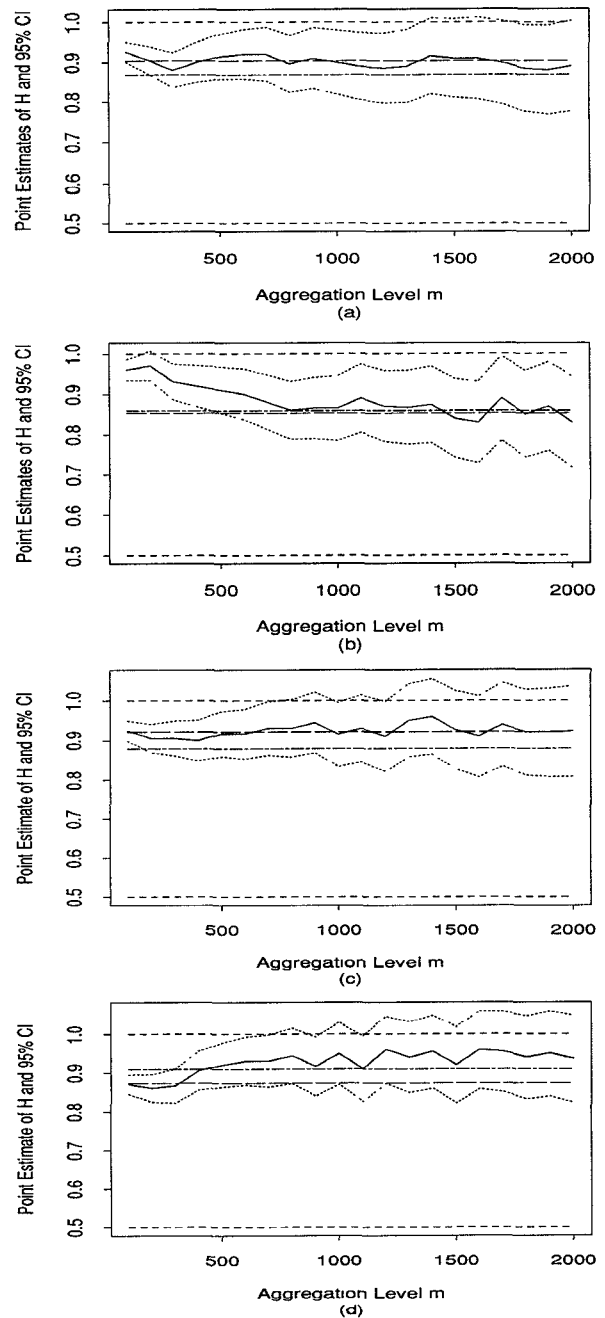 Point Estimates of H and 95% CI
1.0
0.9
0.8
0.7
0.6
0.5
500 1000 1500 2000
Aggregation Level m
(a)
Point Estimates of H and 95% CI
1.0
0.9
0.8
0.7
0.6
0.5
500 1000 1500 2000
Aggregation Level m
(b)
Point Estimate of H and 95% CI
1.0
0.9
0.8
0.7
0.6
0.5
500 1000 1500 2000
Aggregation Level m
(c)
Point Estimate of H and 95% CI
1.0
0.9
0.8
0.7
0.6
0.5
500 1000 1500 2000
Aggregation Level m
(d)